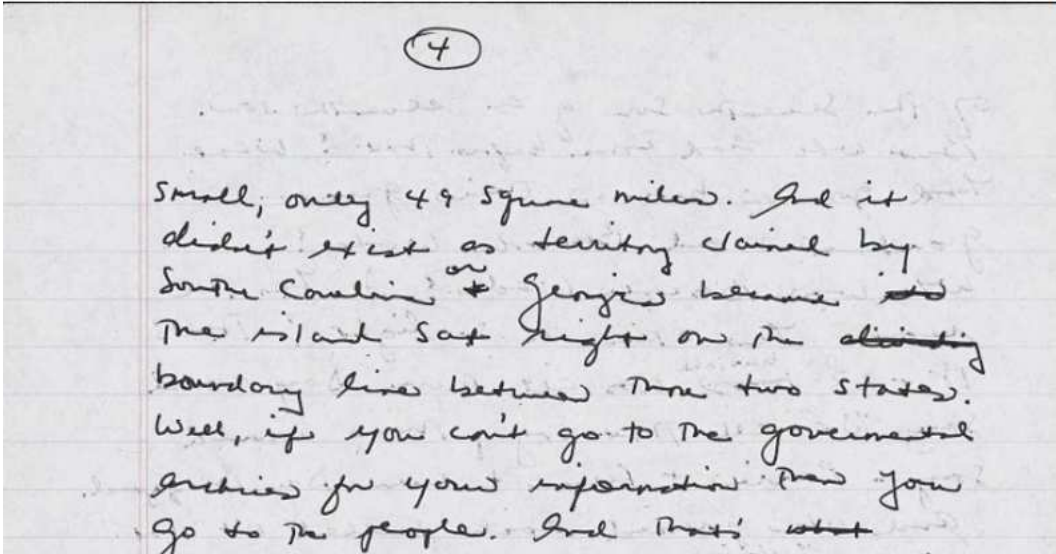 4
small, only 49 square miles. And it
didn't exist as territory claimed by
South Carolina or Georgia because
the island sat right on the dividing
boundary line between those two states.
Well, if you can't go to the governmental
archives for your information then you
go to the people. And that's what